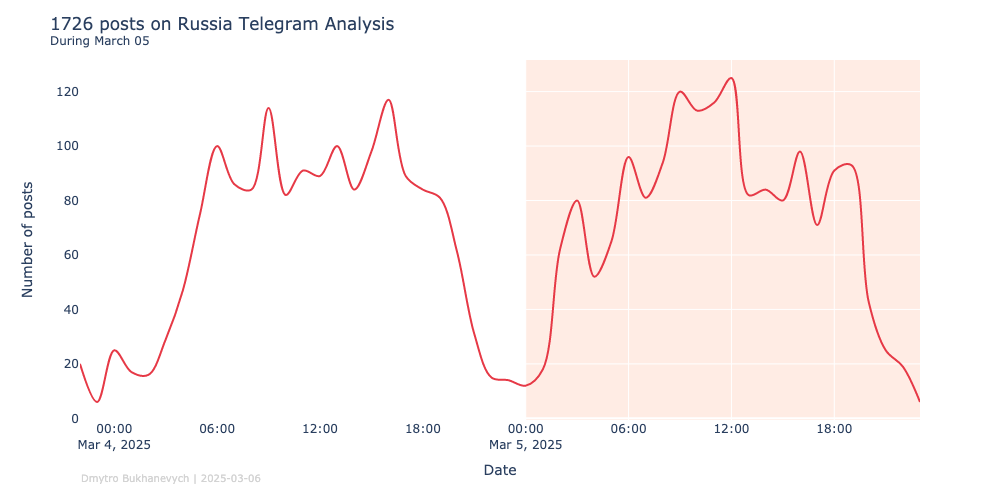 1726 posts on Russia Telegram Analysis
During March 05
120
100
80
60
40
20
0
Number of posts
00:00 06:00 12:00 18:00 00:00 06:00 12:00 18:00
Mar 4, 2025 Mar 5, 2025
Date
Dmytro Bukhanevych | 2025-03-06